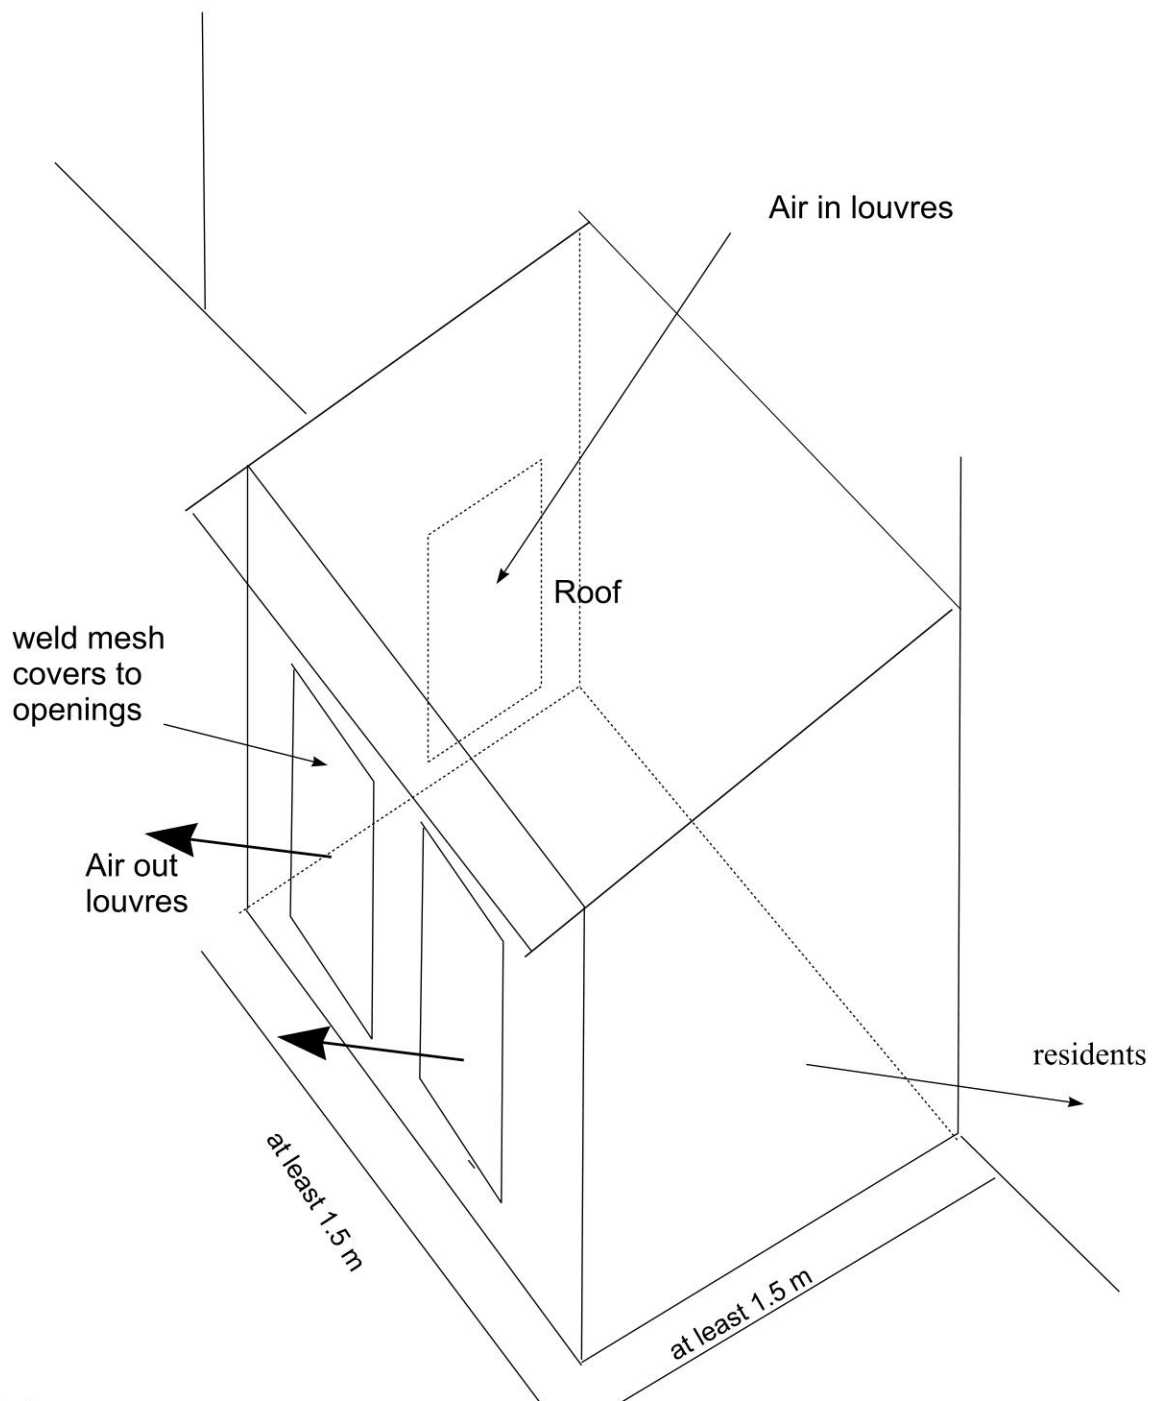 Air in louvres
Roof
weld mesh
covers to
openings
Air out
louvres
residents
at least 1.5 m
at least 1.5 m